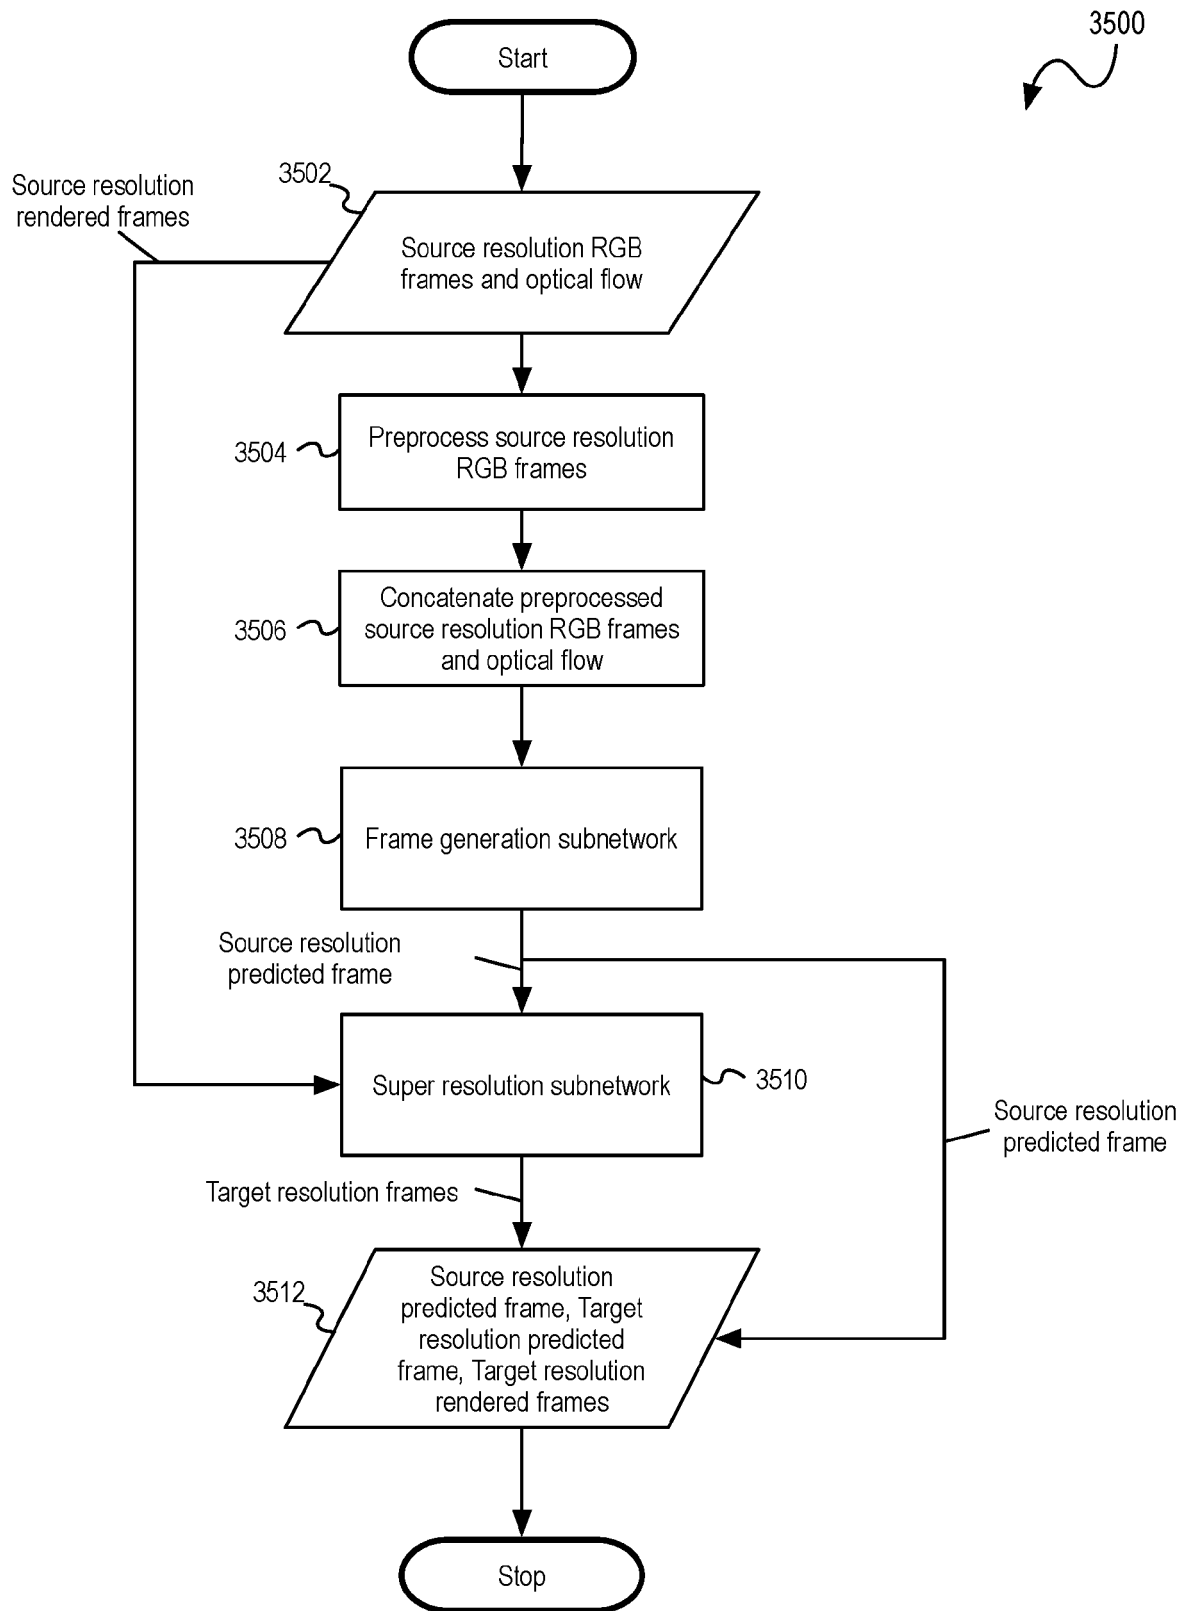 3500
Start
Source resolution
rendered frames
3502
Source resolution RGB
frames and optical flow
3504
Preprocess source resolution
RGB frames
3506
Concatenate preprocessed
source resolution RGB frames
and optical flow
3508
Frame generation subnetwork
Source resolution
predicted frame
Super resolution subnetwork
3510
Source resolution
predicted frame
Target resolution frames
3512
Source resolution
predicted frame, Target
resolution predicted
frame, Target resolution
rendered frames
Stop